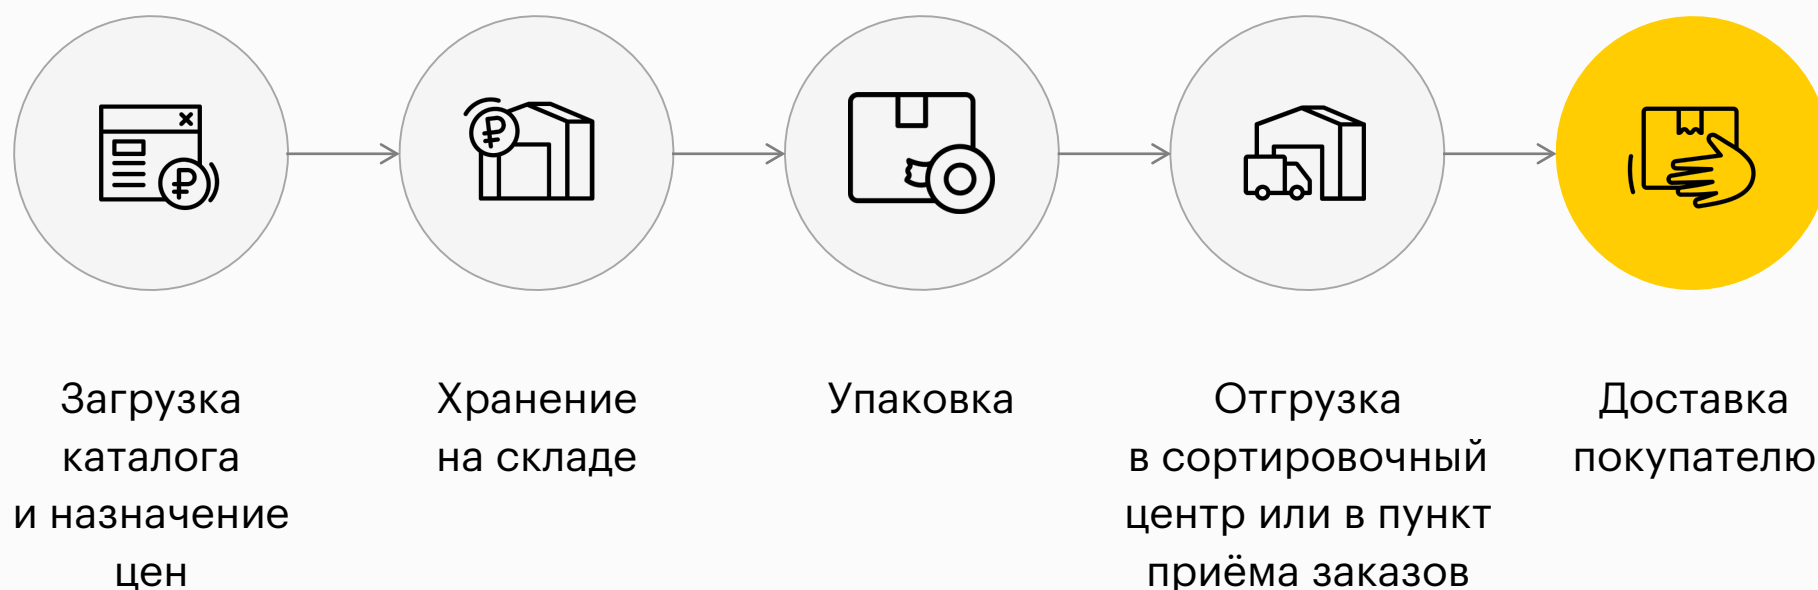 Загрузка
каталога
и назначение
цен
Хранение
на складе
Упаковка
Отгрузка
в сортировочный
центр или в пункт
приёма заказов
Доставка
покупателю